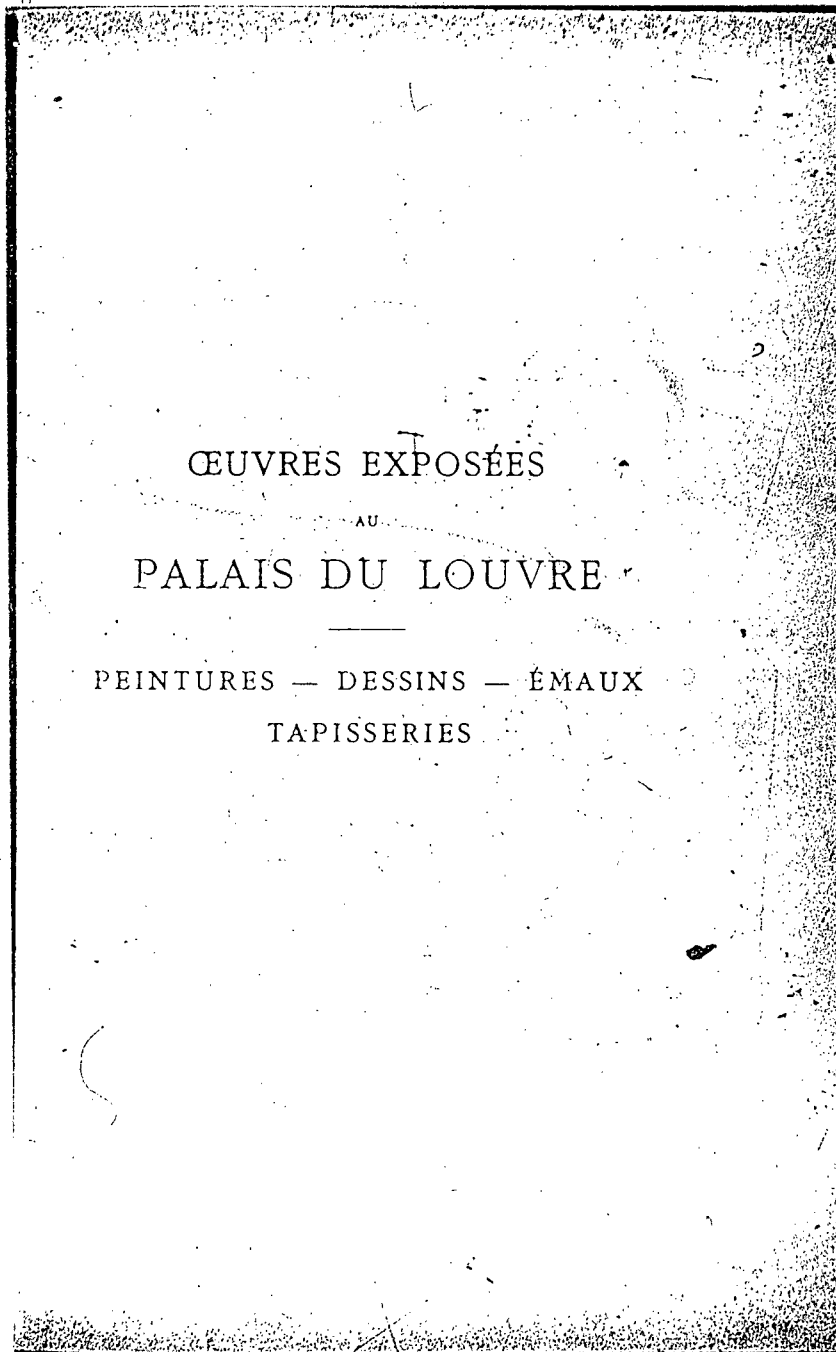 ŒUVRES EXPOSÉES
AU
PALAIS DU LOUVRE
PEINTURES — DESSINS — ÉMAUX
TAPISSERIES